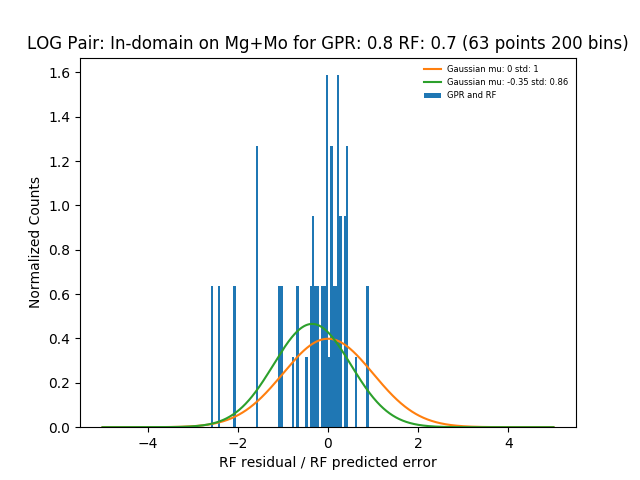 LOG Pair: In-domain on Mg+Mo for GPR: 0.8 RF: 0.7 (63 points 200 bins)
Gaussian mu: 0 std: 1
Gaussian mu: -0.35 std: 0.86
GPR and RF
Normalized Counts
1.6
1.4
1.2
1.0
0.8
0.6
0.4
0.2
0.0
−4
−2
0
2
4
RF residual / RF predicted error